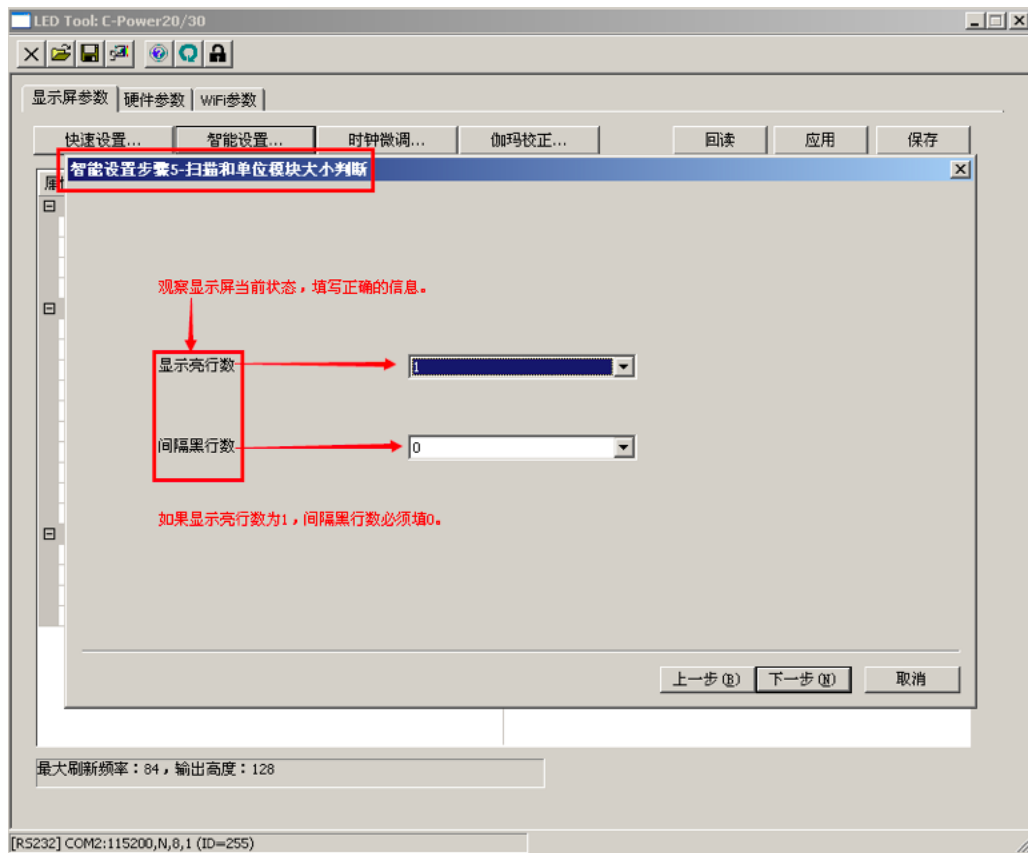 LED Tool: C-Power20/30
显示屏参数 硬件参数 WiFi参数
快速设置... 智能设置... 时钟微调... 伽玛校正... 回读 应用 保存
智能设置步骤5-扫描和单位模块大小判断
观察显示屏当前状态，填写正确的信息。
显示亮行数 1
间隔黑行数 0
如果显示亮行数为1，间隔黑行数必须填0。
上一步(B) 下一步(N) 取消
最大刷新频率：84，输出高度：128
[RS232] COM2:115200,N,8,1 (ID=255)